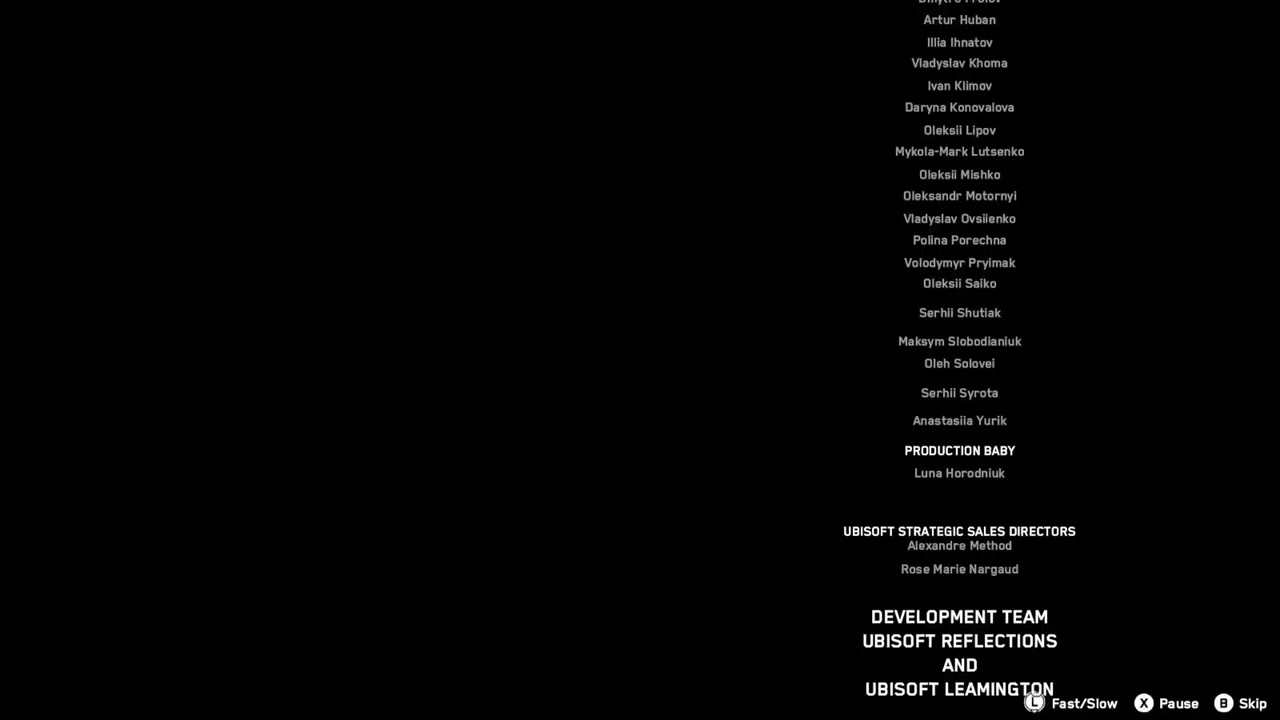 Dmytro Frolov
Artur Huban
Illia Ihnatov
Vladyslav Khoma
Ivan Klimov
Daryna Konovalova
Oleksii Lipov
Mykola-Mark Lutsenko
Oleksii Mishko
Oleksandr Motornyi
Vladyslav Ovsiienko
Polina Porechna
Volodymyr Pryimak
Oleksii Saiko
Serhii Shutiak
Maksym Slobodianiuk
Oleh Solovei
Serhii Syrota
Anastasiia Yurik
PRODUCTION BABY
Luna Horodniuk
UBISOFT STRATEGIC SALES DIRECTORS
Alexandre Method
Rose Marie Nargaud
DEVELOPMENT TEAM
UBISOFT REFLECTIONS
AND
UBISOFT LEAMINGTON
L Fast/Slow X Pause B Skip